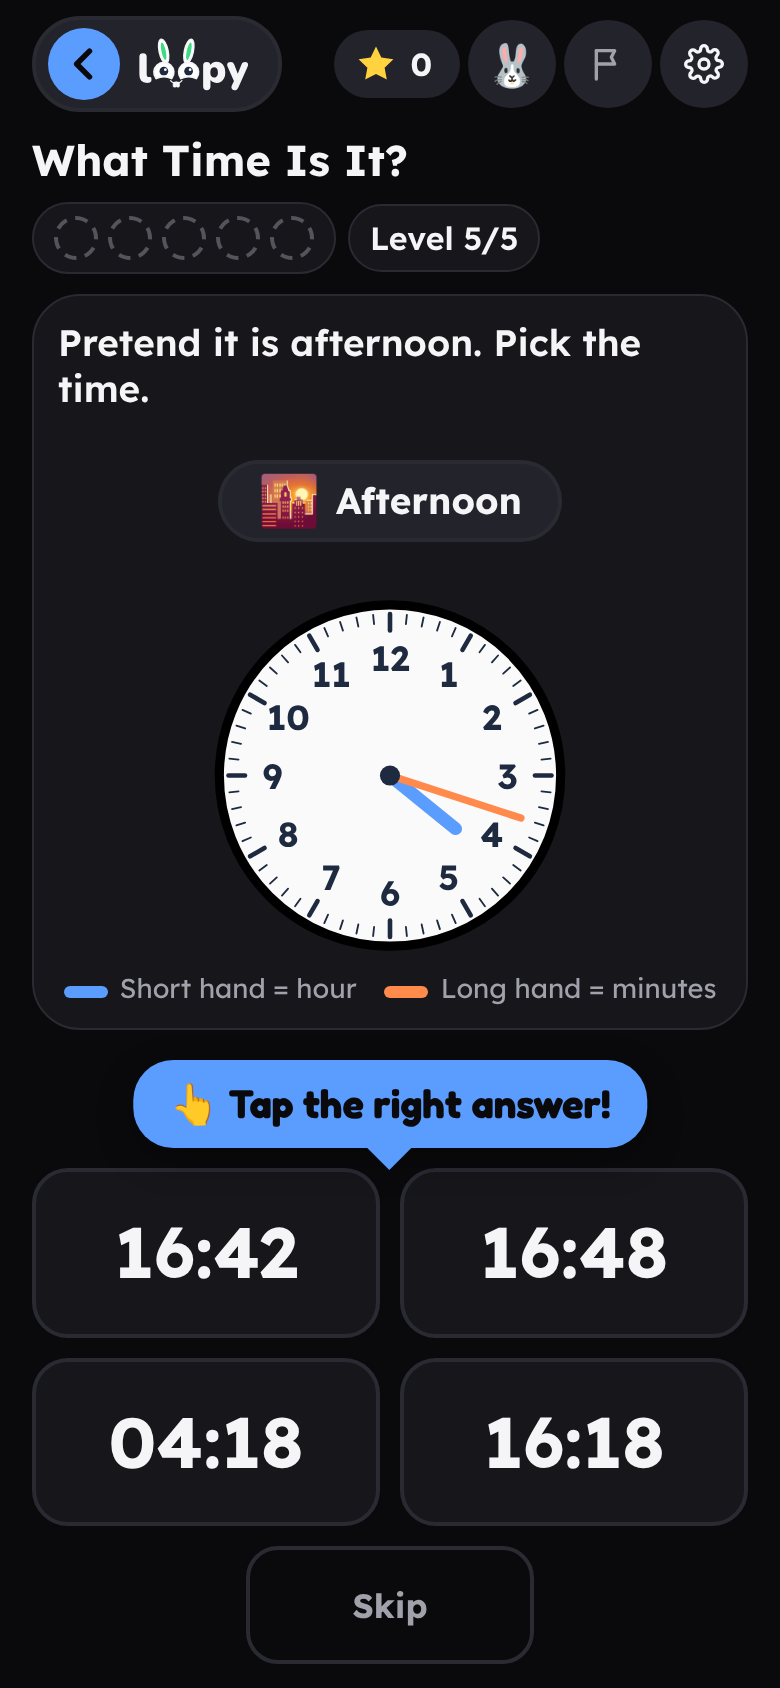 loopy
0
What Time Is It?
Level 5/5
Pretend it is afternoon. Pick the
time.
Afternoon
12
11
1
10
2
9
3
8
4
7
5
6
Short hand = hour
Long hand = minutes
Tap the right answer!
16:42
16:48
04:18
16:18
Skip